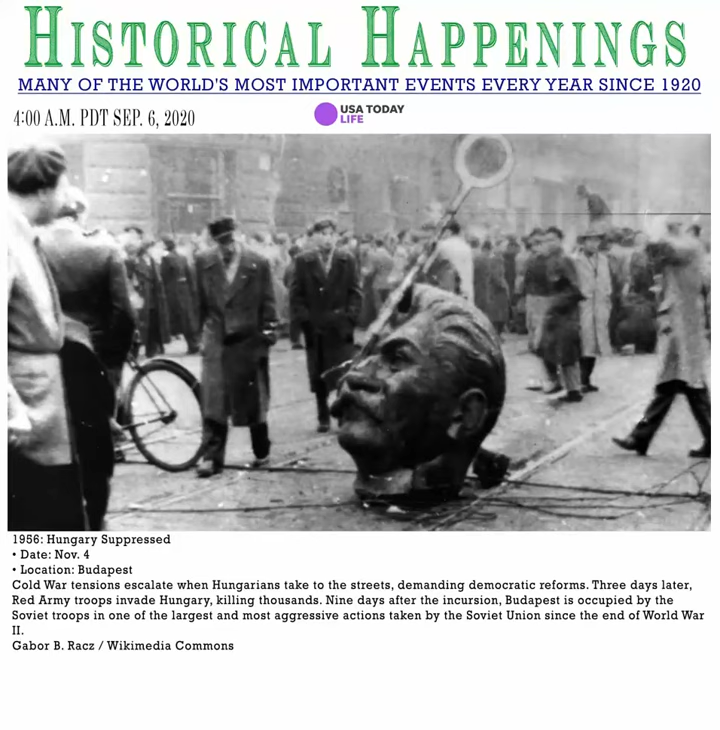 HISTORICAL HAPPENINGS
MANY OF THE WORLD'S MOST IMPORTANT EVENTS EVERY YEAR SINCE 1920
4:00 A.M. PDT SEP. 6, 2020
USA TODAY
LIFE
1956: Hungary Suppressed
• Date: Nov. 4
• Location: Budapest
Cold War tensions escalate when Hungarians take to the streets, demanding democratic reforms. Three days later,
Red Army troops invade Hungary, killing thousands. Nine days after the incursion, Budapest is occupied by the
Soviet troops in one of the largest and most aggressive actions taken by the Soviet Union since the end of World War
II.
Gabor B. Racz / Wikimedia Commons